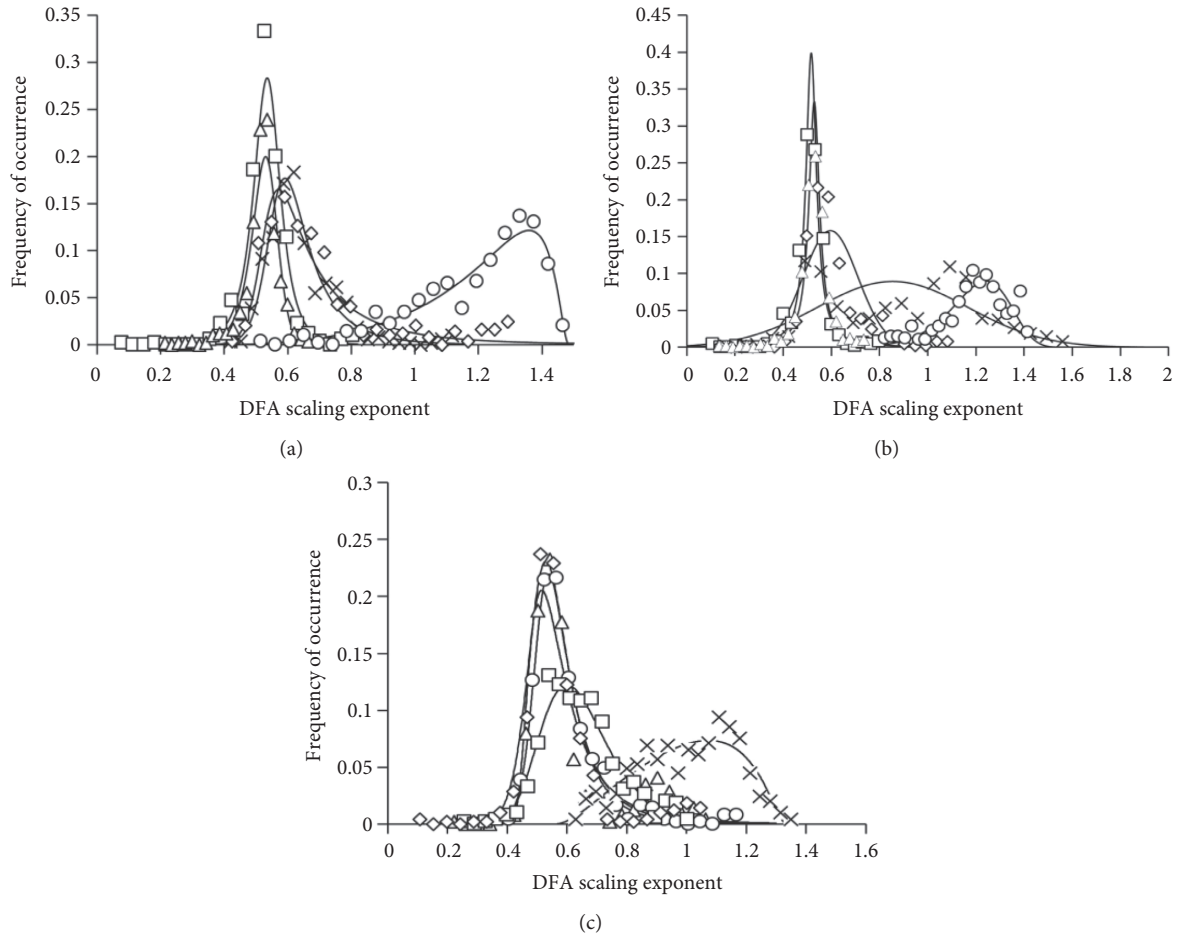 0.35
0.3
0.25
0.2
0.15
0.1
0.05
0
Frequency of occurrence
0 0.2 0.4 0.6 0.8 1 1.2 1.4
DFA scaling exponent
(a)
0.45
0.4
0.35
0.3
0.25
0.2
0.15
0.1
0.05
0
Frequency of occurrence
0 0.2 0.4 0.6 0.8 1 1.2 1.4 1.6 1.8 2
DFA scaling exponent
(b)
0.3
0.25
0.2
0.15
0.1
0.05
0
Frequency of occurrence
0 0.2 0.4 0.6 0.8 1 1.2 1.4 1.6
DFA scaling exponent
(c)